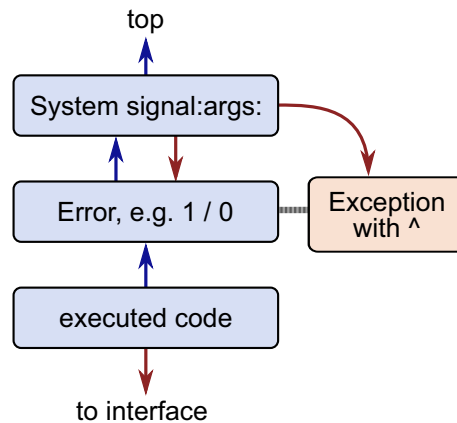 top
System signal:args:
Error, e.g. 1 / 0
Exception
with ^
executed code
to interface